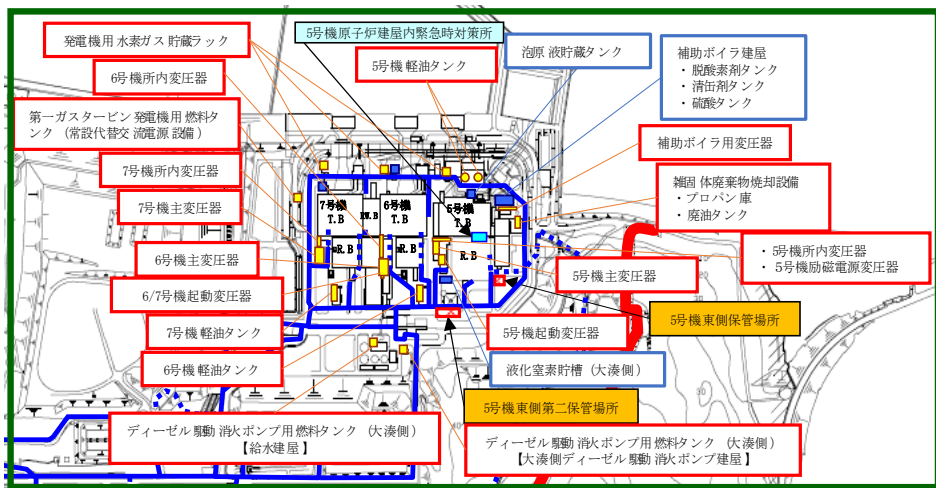 発電機用水素ガス貯蔵ラック
6号機所内変圧器
第一ガスタービン発電機用燃料タ
ンク（常設代替交流電源設備）
7号機所内変圧器
7号機主変圧器
6号機主変圧器
6/7号機起動変圧器
7号機軽油タンク
6号機軽油タンク
ディーゼル駆動消火ポンプ用燃料タンク（大湊側）
【給水建屋】
5号機原子炉建屋内緊急時対策所
5号機軽油タンク
泡原液貯蔵タンク
補助ボイラ建屋
・脱酸素剤タンク
・清缶剤タンク
・硫酸タンク
補助ボイラ用変圧器
雑固体廃棄物焼却設備
・プロパン庫
・廃油タンク
・5号機所内変圧器
・5号機励磁電源変圧器
5号機主変圧器
5号機東側保管場所
5号機起動変圧器
液化窒素貯槽（大湊側）
5号機東側第二保管場所
ディーゼル駆動消火ポンプ用燃料タンク（大湊側）
【大湊側ディーゼル駆動消火ポンプ建屋】
7号機
T.B
RW.B
6号機
T.B
5号機
T.B
R.B
R.B
R.B